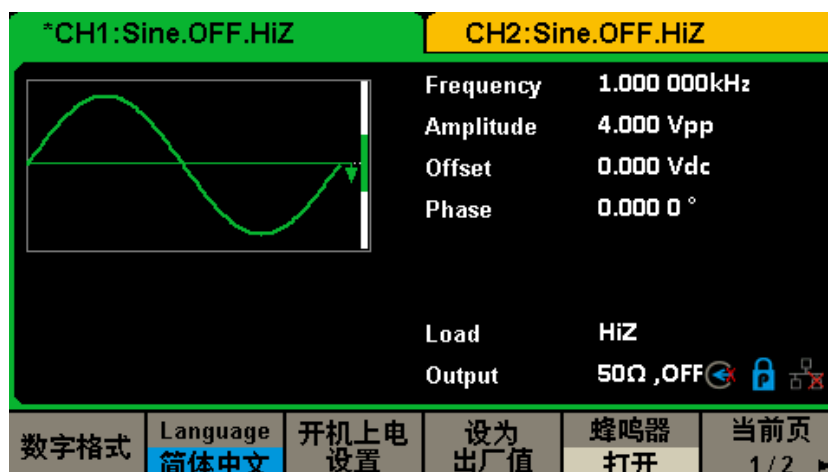 *CH1:Sine.OFF.HiZ
CH2:Sine.OFF.HiZ
Frequency 1.000 000kHz
Amplitude 4.000 Vpp
Offset 0.000 Vdc
Phase 0.000 0 °
Load HiZ
Output 50Ω ,OFF
P
数字格式
Language
简体中文
开机上电
设置
设为
出厂值
蜂鸣器
打开
当前页
1/2